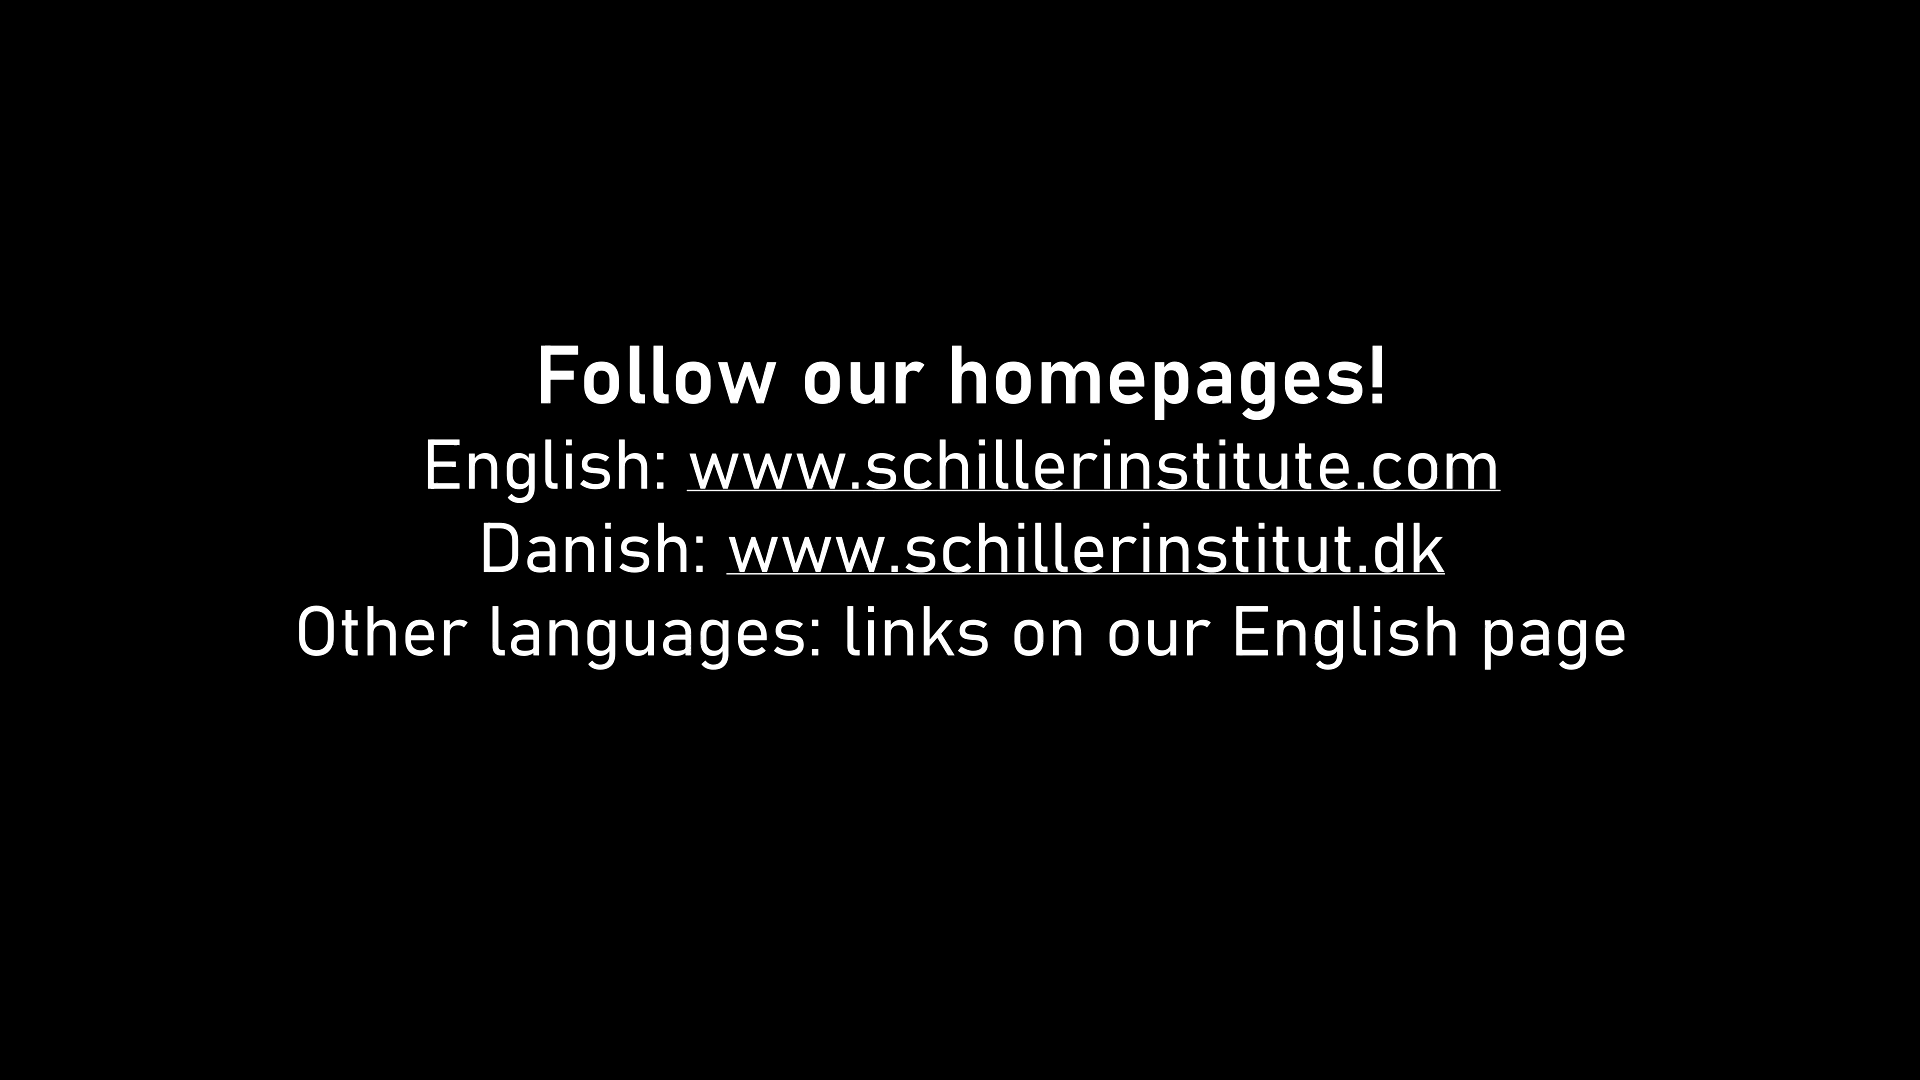 Follow our homepages!
English: www.schillerinstitute.com
Danish: www.schillerinstitut.dk
Other languages: links on our English page